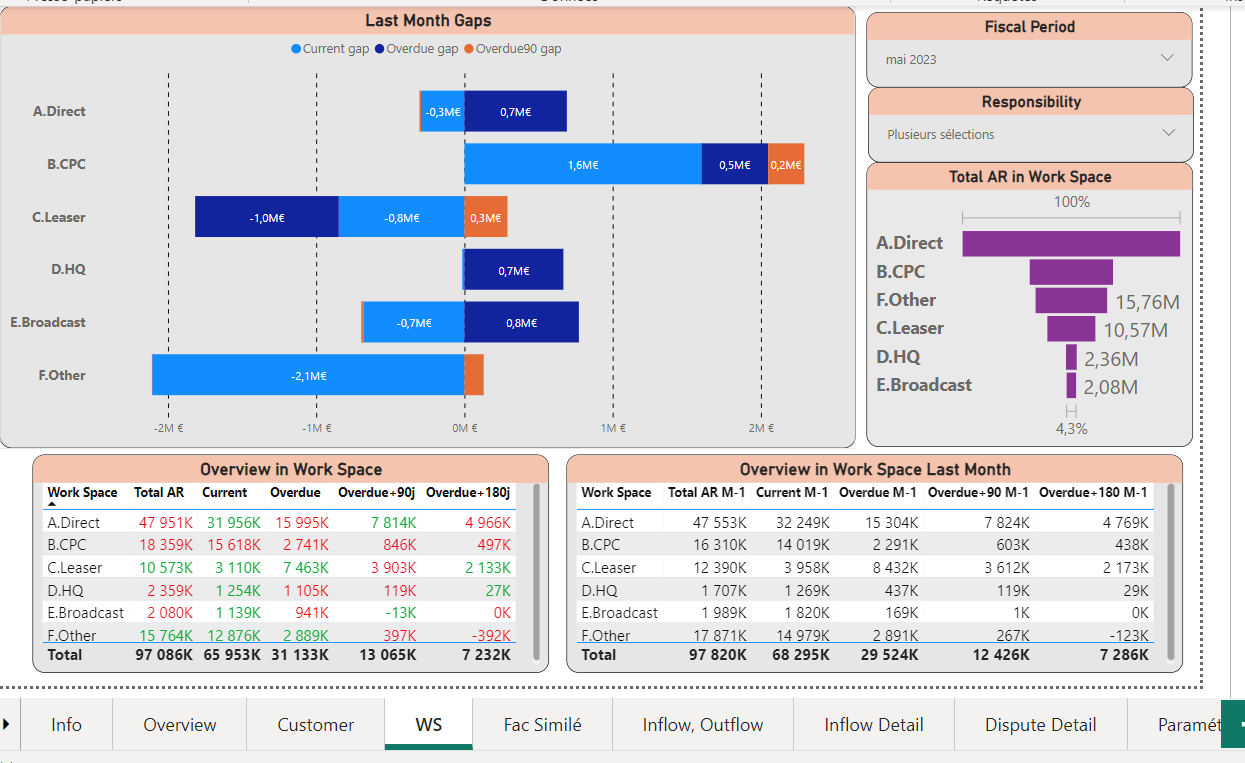 Last Month Gaps
Current gap Overdue gap Overdue90 gap
A.Direct
-0,3M€ 0,7M€
B.CPC
1,6M€ 0,5M€ 0,2M€
C.Leaser
-1,0M€ -0,8M€ 0,3M€
D.HQ
0,7M€
E.Broadcast
-0,7M€ 0,8M€
F.Other
-2,1M€
-2M € -1M € 0M € 1M € 2M €
Fiscal Period
mai 2023
Responsibility
Plusieurs sélections
Total AR in Work Space
100%
A.Direct
B.CPC
F.Other 15,76M
C.Leaser 10,57M
D.HQ 2,36M
E.Broadcast 2,08M
4,3%
Overview in Work Space
Work Space Total AR Current Overdue Overdue+90j Overdue+180j
A.Direct 47 951K 31 956K 15 995K 7 814K 4 966K
B.CPC 18 359K 15 618K 2 741K 846K 497K
C.Leaser 10 573K 3 110K 7 463K 3 903K 2 133K
D.HQ 2 359K 1 254K 1 105K 119K 27K
E.Broadcast 2 080K 1 139K 941K -13K 0K
F.Other 15 764K 12 876K 2 889K 397K -392K
Total 97 086K 65 953K 31 133K 13 065K 7 232K
Overview in Work Space Last Month
Work Space Total AR M-1 Current M-1 Overdue M-1 Overdue+90 M-1 Overdue+180 M-1
A.Direct 47 553K 32 249K 15 304K 7 824K 4 769K
B.CPC 16 310K 14 019K 2 291K 603K 438K
C.Leaser 12 390K 3 958K 8 432K 3 612K 2 173K
D.HQ 1 707K 1 269K 437K 119K 29K
E.Broadcast 1 989K 1 820K 169K 1K 0K
F.Other 17 871K 14 979K 2 891K 267K -123K
Total 97 820K 68 295K 29 524K 12 426K 7 286K
Info Overview Customer WS Fac Similé Inflow, Outflow Inflow Detail Dispute Detail Paramét